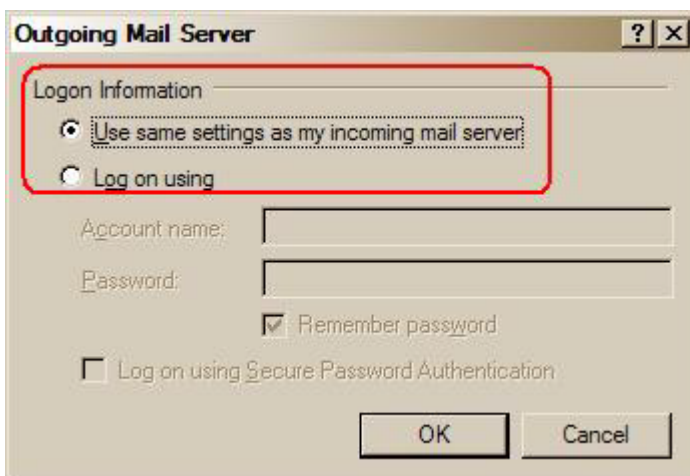 Outgoing Mail Server
Logon Information
Use same settings as my incoming mail server
Log on using
Account name:
Password:
Remember password
Log on using Secure Password Authentication
OK Cancel